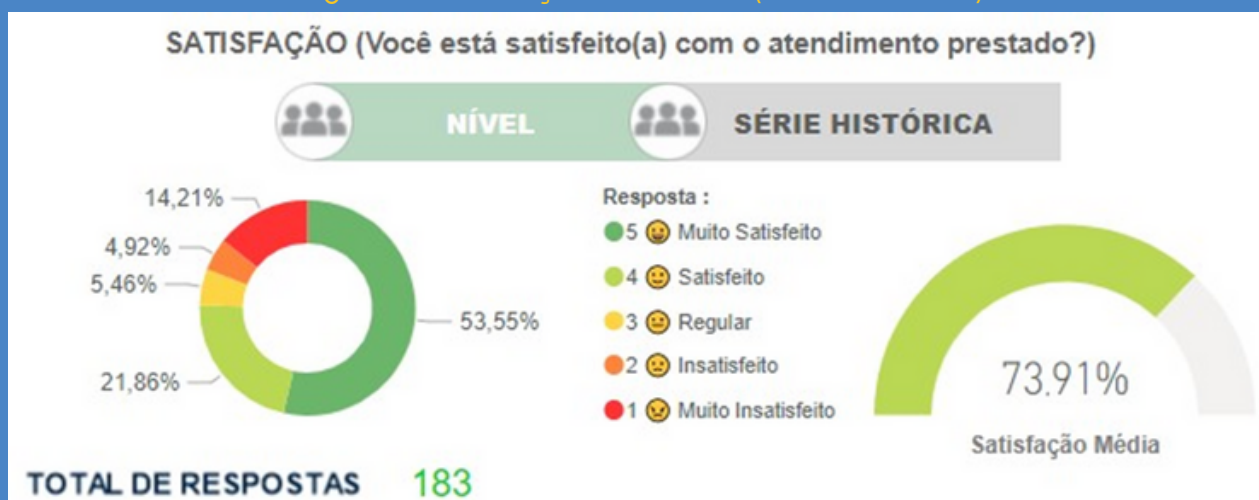 SATISFAÇÃO (Você está satisfeito(a) com o atendimento prestado?)
NÍVEL
SÉRIE HISTÓRICA
14,21%
4,92%
5,46%
21,86%
53,55%
Resposta :
5 Muito Satisfeito
4 Satisfeito
3 Regular
2 Insatisfeito
1 Muito Insatisfeito
73.91%
Satisfação Média
TOTAL DE RESPOSTAS 183